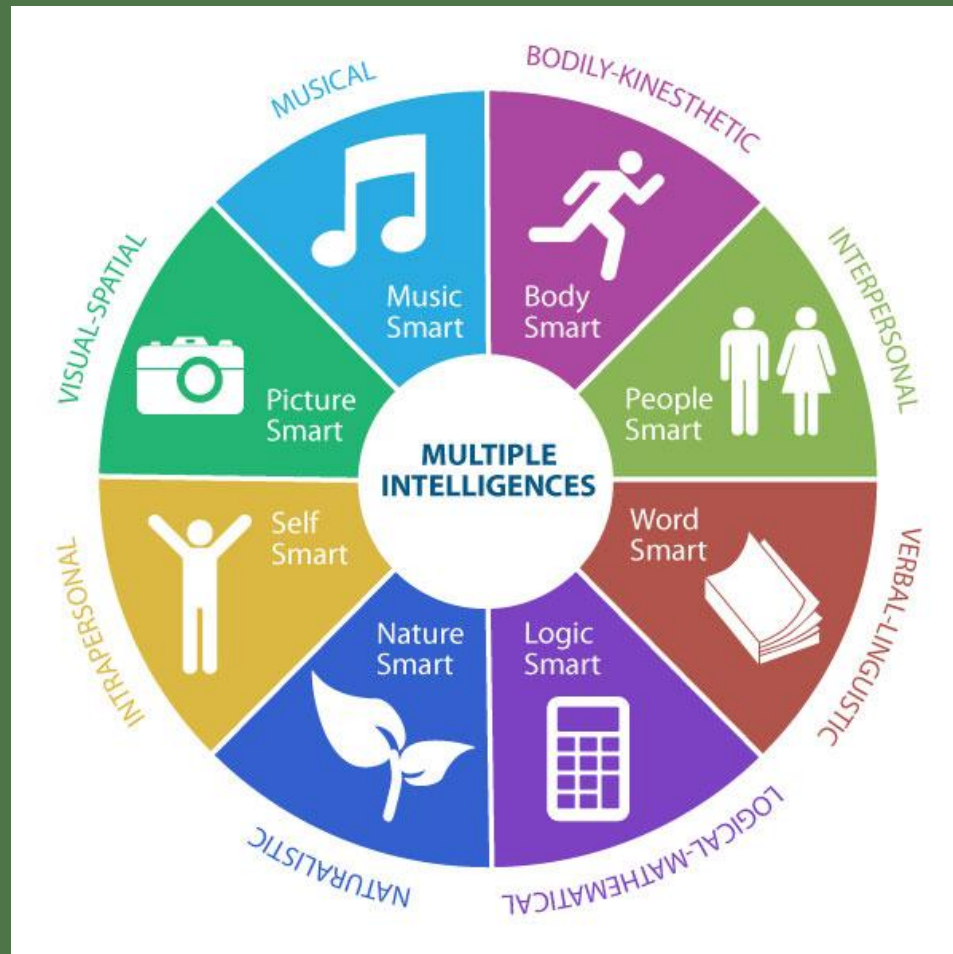 MULTIPLE
INTELLIGENCES
MUSICAL
Music
Smart
BODILY-KINESTHETIC
Body
Smart
INTERPERSONAL
People
Smart
VERBAL-LINGUISTIC
Word
Smart
LOGICAL-MATHEMATICAL
Logic
Smart
NATURALISTIC
Nature
Smart
INTRAPERSONAL
Self
Smart
VISUAL-SPATIAL
Picture
Smart